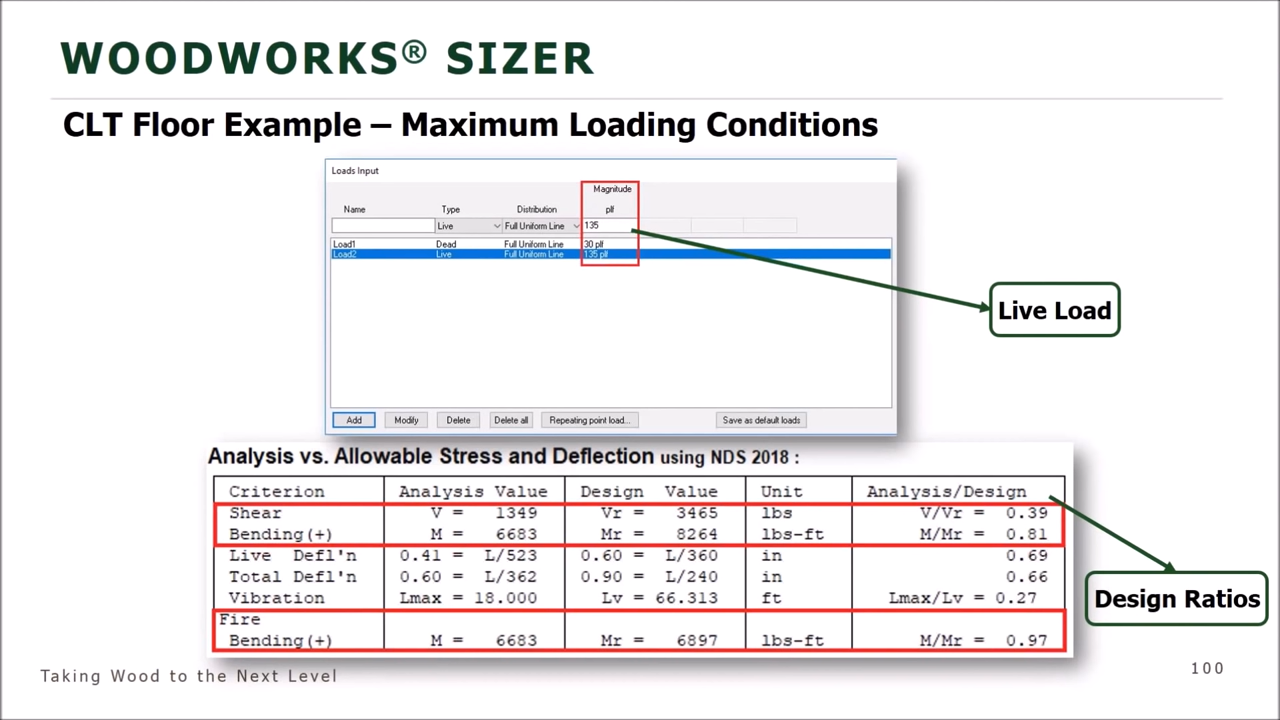 WOODWORKS® SIZER
CLT Floor Example – Maximum Loading Conditions
Loads Input
Magnitude
Name Type Distribution plf
Live Full Uniform Line 135
Load1 Dead Full Uniform Line 30 plf
Load2 Live Full Uniform Line 135 plf
Live Load
Add Modify Delete Delete all Repeating point load... Save as default loads
Analysis vs. Allowable Stress and Deflection using NDS 2018 :
Criterion Analysis Value Design Value Unit Analysis/Design
Shear V = 1349 Vr = 3465 lbs V/Vr = 0.39
Bending(+) M = 6683 Mr = 8264 lbs-ft M/Mr = 0.81
Live Defl'n 0.41 = L/523 0.60 = L/360 in 0.69
Total Defl'n 0.60 = L/362 0.90 = L/240 in 0.66
Vibration Lmax = 18.000 Lv = 66.313 ft Lmax/Lv = 0.27
Fire
Bending(+) M = 6683 Mr = 6897 lbs-ft M/Mr = 0.97
Design Ratios
Taking Wood to the Next Level
100